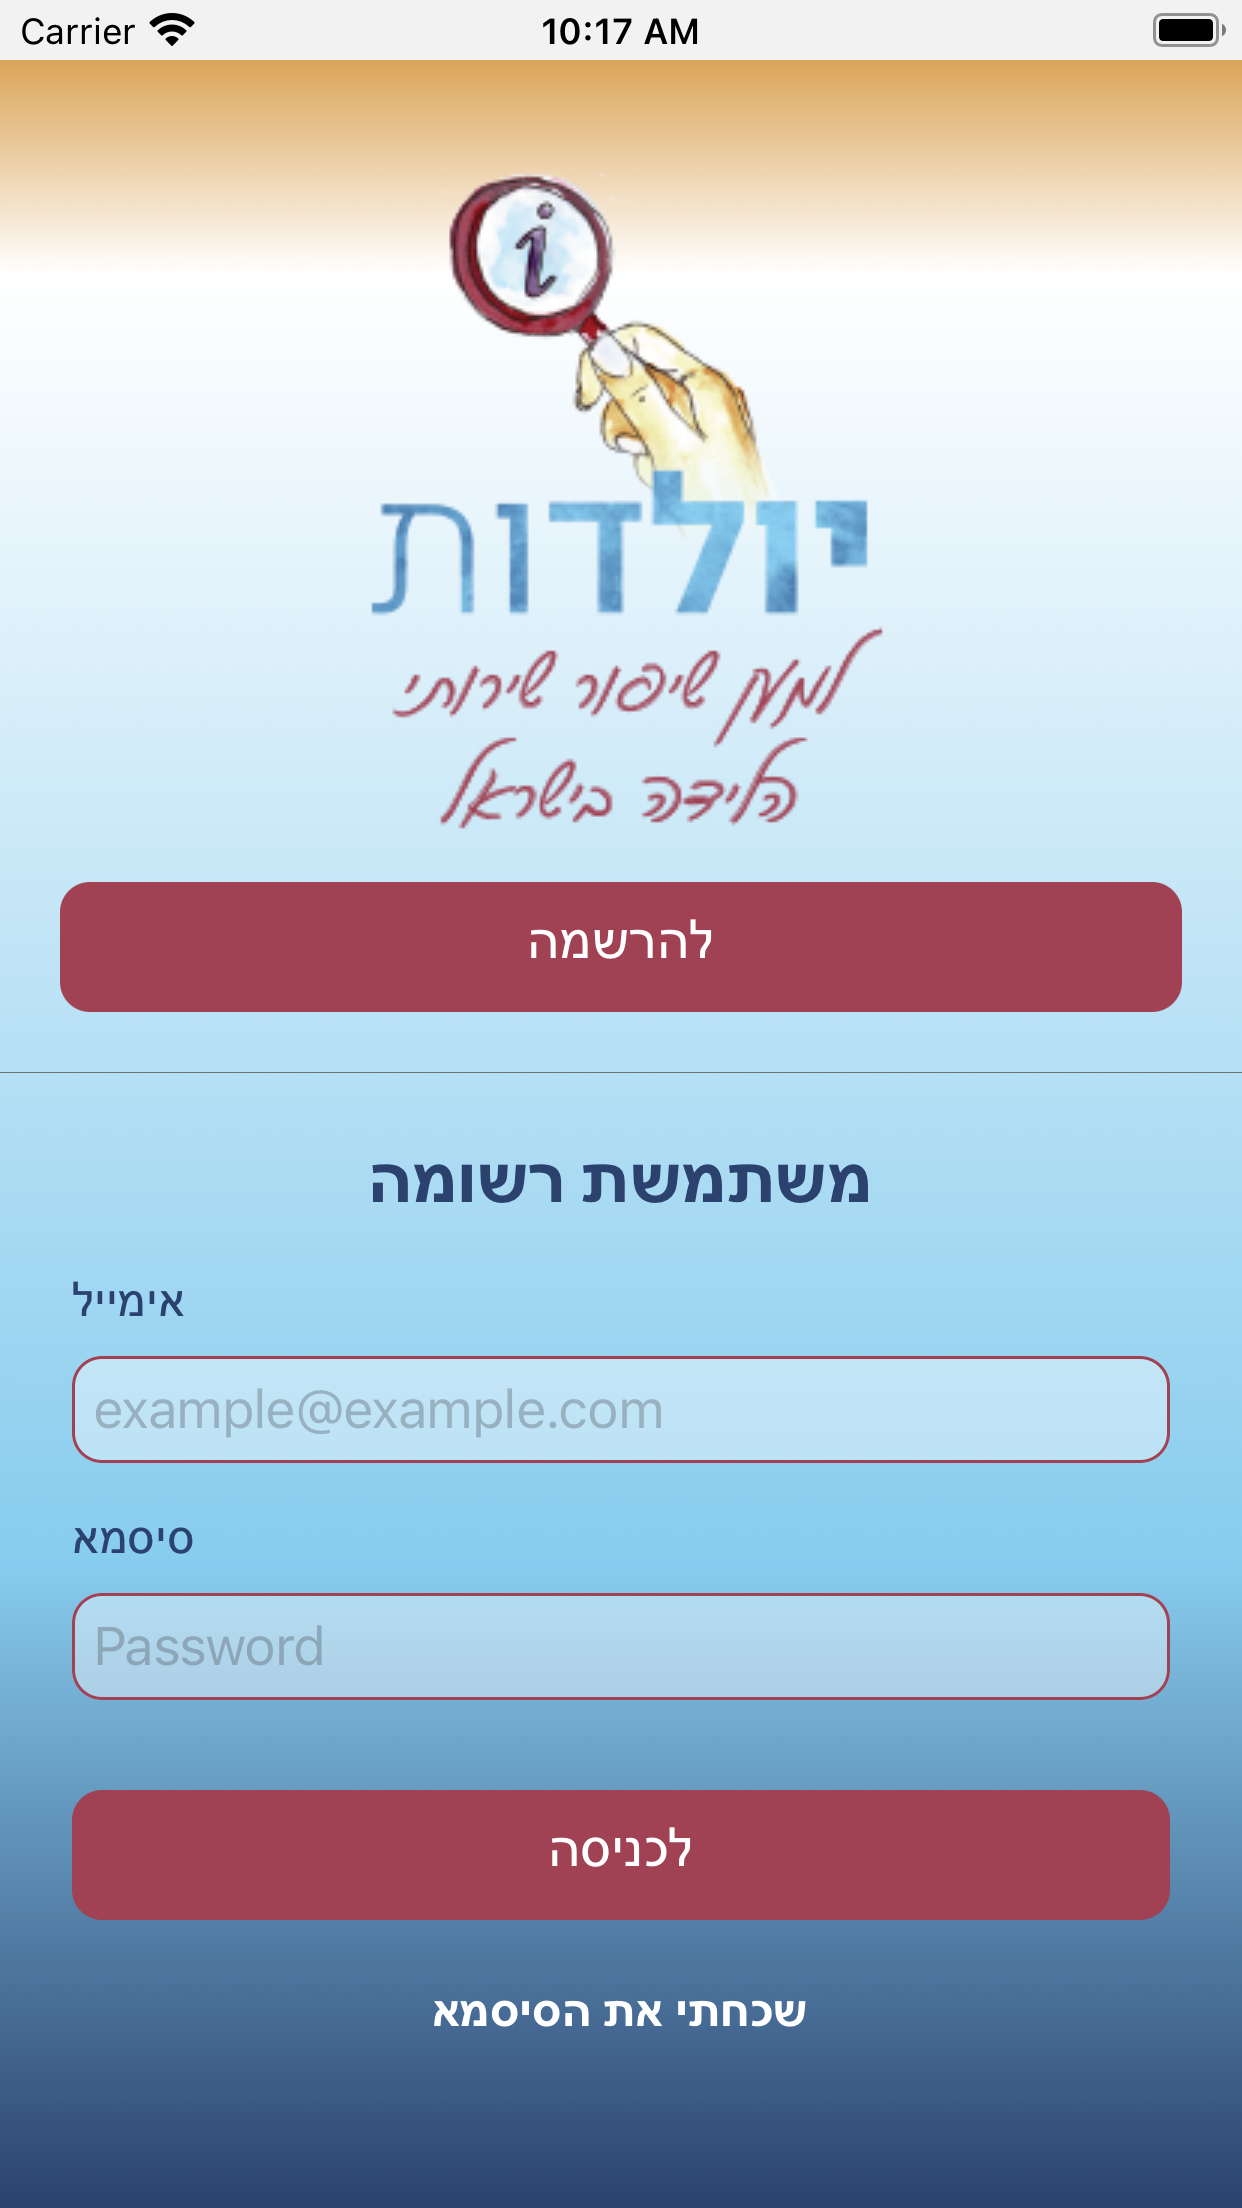 Carrier 10:17 AM
i
יולדות
למען שיפור שירותי
הלידה בישראל
להרשמה
משתמשת רשומה
אימייל
example@example.com
סיסמא
Password
לכניסה
שכחתי את הסיסמא